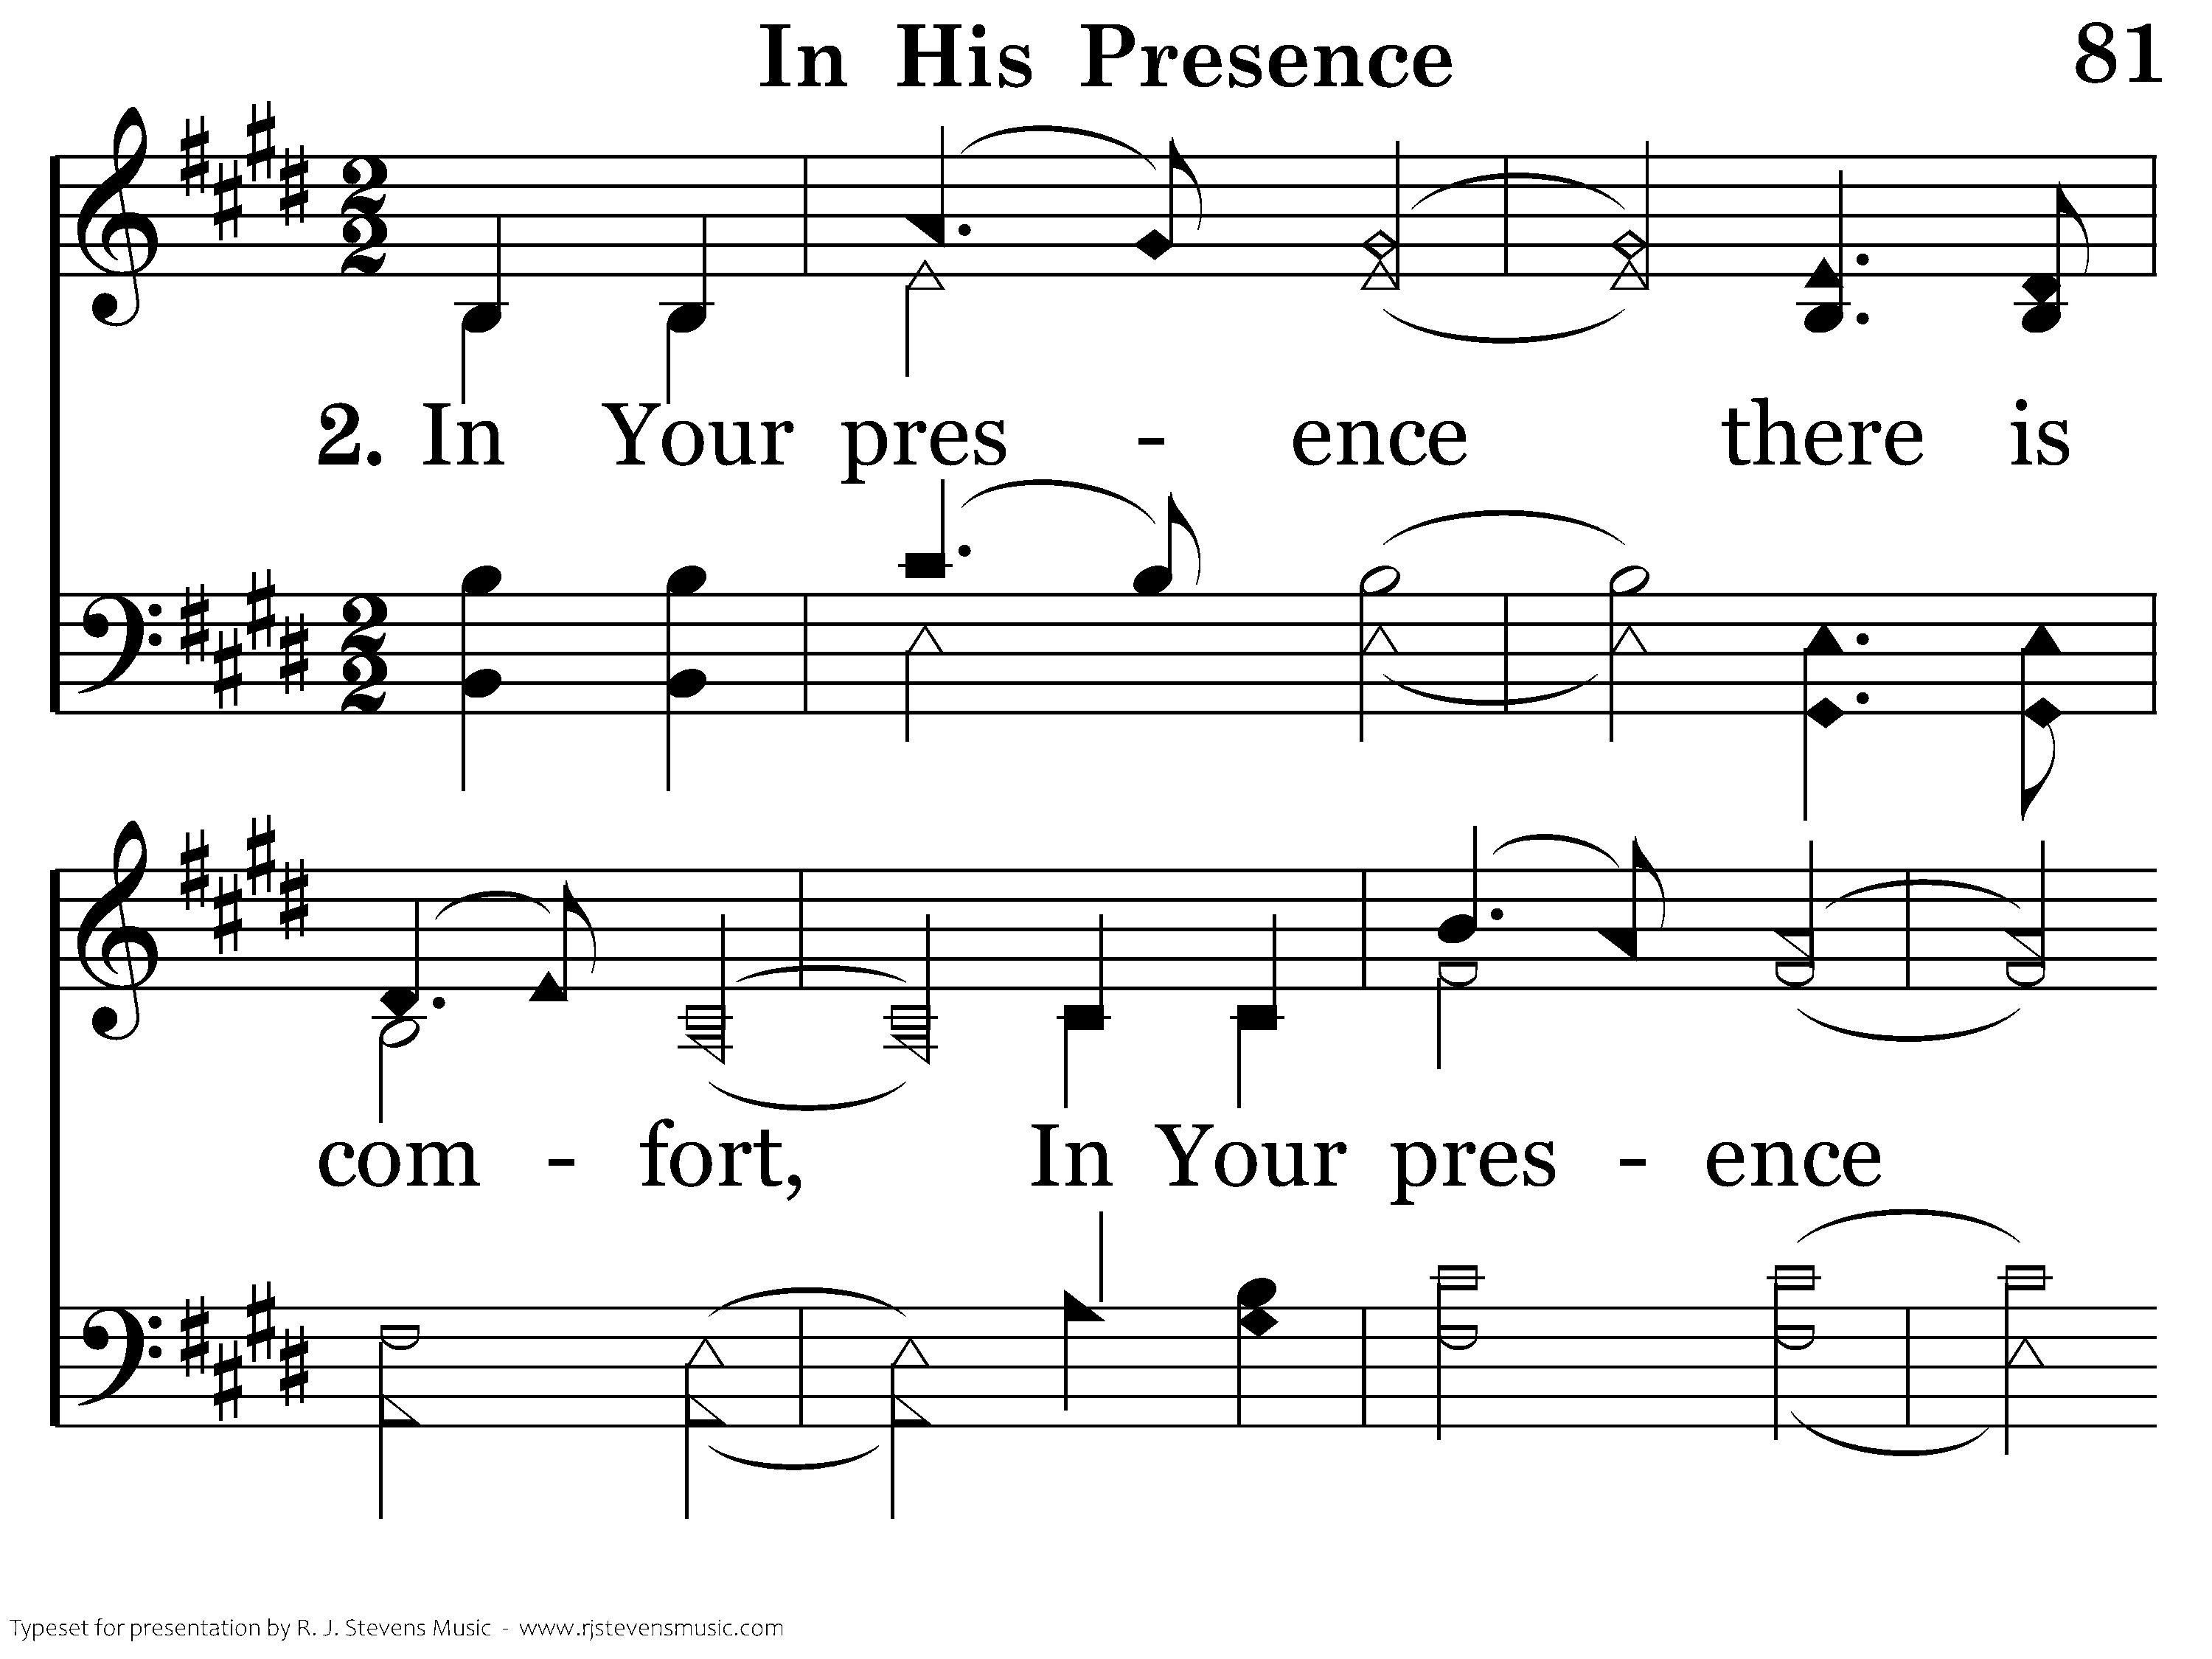 In His Presence 81
2. In Your pres - ence there is
com - fort, In Your pres - ence
Typeset for presentation by R. J. Stevens Music - www.rjstevensmusic.com